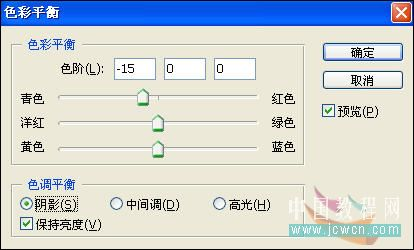 色彩平衡
色彩平衡
色阶(L): -15 0 0
青色 红色
洋红 绿色
黄色 蓝色
色调平衡
阴影(S) 中间调(D) 高光(H)
保持亮度(V)
确定
取消
预览(P)
中国教程网
www.jcwcn.com